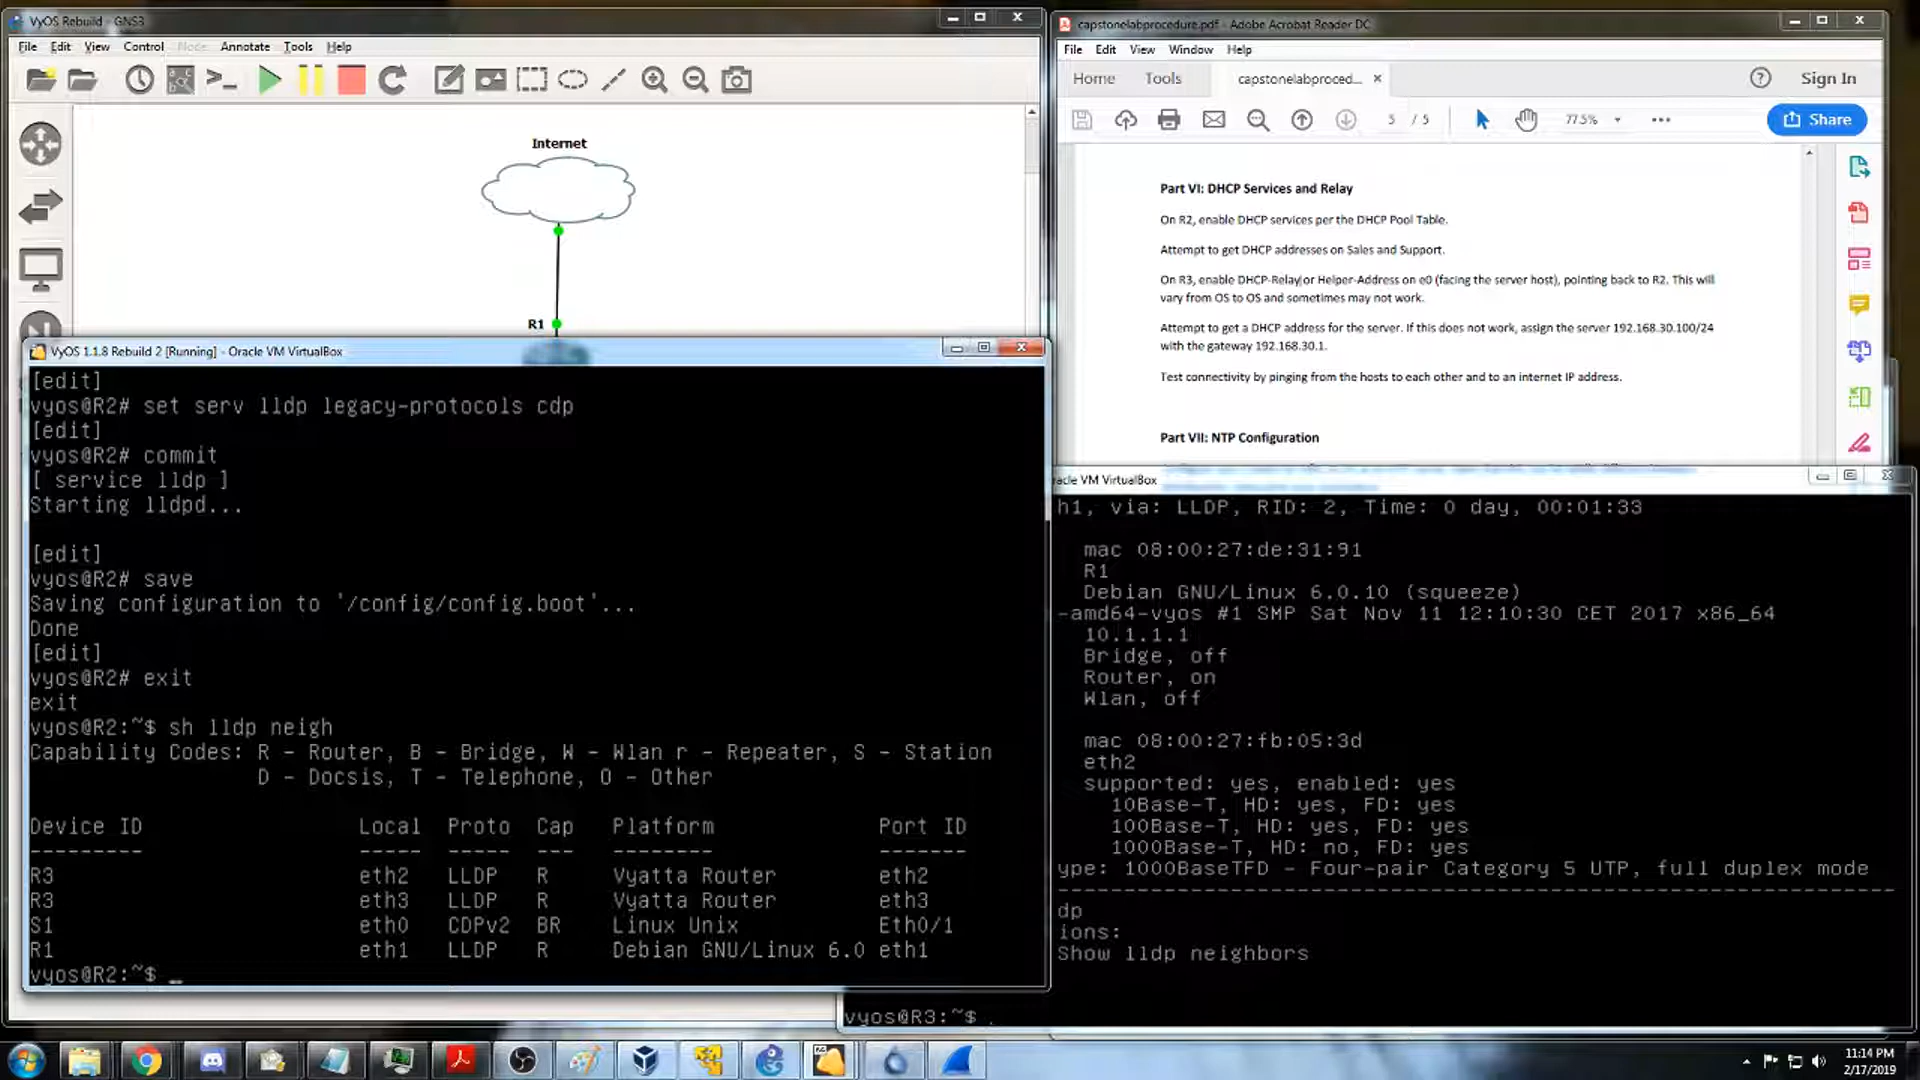 VyOS Rebuild - GNS3
File Edit View Control Node Annotate Tools Help
Internet
R1
capstonelabprocedure.pdf - Adobe Acrobat Reader DC
File Edit View Window Help
Home Tools capstonelabproced... × Sign In
5 / 5 77.5% Share
Part VI: DHCP Services and Relay
On R2, enable DHCP services per the DHCP Pool Table.
Attempt to get DHCP addresses on Sales and Support.
On R3, enable DHCP-Relay or Helper-Address on e0 (facing the server host), pointing back to R2. This will
vary from OS to OS and sometimes may not work.
Attempt to get a DHCP address for the server. If this does not work, assign the server 192.168.30.100/24
with the gateway 192.168.30.1.
Test connectivity by pinging from the hosts to each other and to an internet IP address.
Part VII: NTP Configuration
VyOS 1.1.8 Rebuild 2 [Running] - Oracle VM VirtualBox
[edit]
vyos@R2# set serv lldp legacy-protocols cdp
[edit]
vyos@R2# commit
[ service lldp ]
Starting lldpd...
[edit]
vyos@R2# save
Saving configuration to '/config/config.boot'...
Done
[edit]
vyos@R2# exit
exit
vyos@R2:~$ sh lldp neigh
Capability Codes: R - Router, B - Bridge, W - Wlan r - Repeater, S - Station
D - Docsis, T - Telephone, O - Other
Device ID Local Proto Cap Platform Port ID
--------- ----- ----- --- -------- -------
R3 eth2 LLDP R Vyatta Router eth2
R3 eth3 LLDP R Vyatta Router eth3
S1 eth0 CDPv2 BR Linux Unix Eth0/1
R1 eth1 LLDP R Debian GNU/Linux 6.0 eth1
vyos@R2:~$ _
racle VM VirtualBox
h1, via: LLDP, RID: 2, Time: 0 day, 00:01:33
mac 08:00:27:de:31:91
R1
Debian GNU/Linux 6.0.10 (squeeze)
-amd64-vyos #1 SMP Sat Nov 11 12:10:30 CET 2017 x86_64
10.1.1.1
Bridge, off
Router, on
Wlan, off
mac 08:00:27:fb:05:3d
eth2
supported: yes, enabled: yes
10Base-T, HD: yes, FD: yes
100Base-T, HD: yes, FD: yes
1000Base-T, HD: no, FD: yes
ype: 1000BaseTFD - Four-pair Category 5 UTP, full duplex mode
---------------------------------------------------------------
dp
ions:
Show lldp neighbors
vyos@R3:~$
11:14 PM
2/17/2019